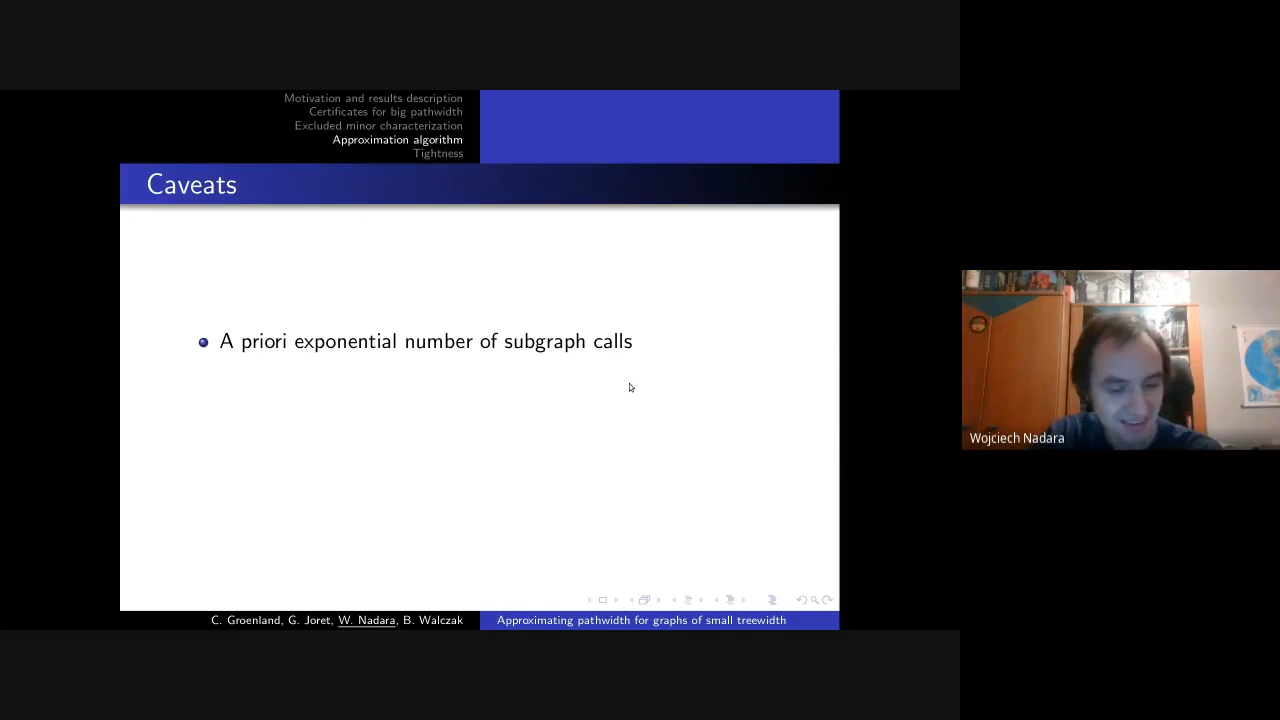 Motivation and results description
Certificates for big pathwidth
Excluded minor characterization
Approximation algorithm
Tightness
Caveats
A priori exponential number of subgraph calls
Wojciech Nadara
C. Groenland, G. Joret, W. Nadara, B. Walczak
Approximating pathwidth for graphs of small treewidth